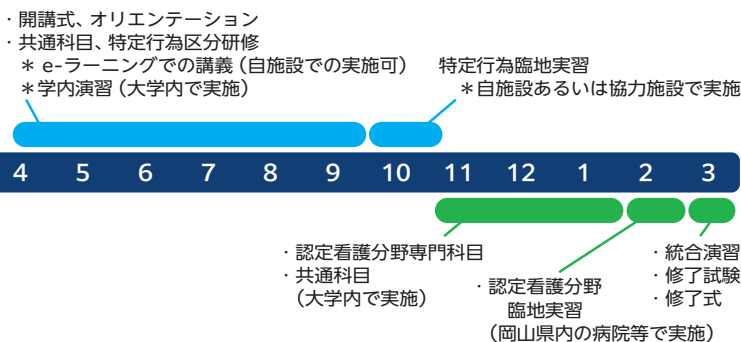 ・開講式、オリエンテーション
・共通科目、特定行為区分研修
＊ e-ラーニングでの講義（自施設での実施可）
＊学内演習（大学内で実施）
特定行為臨地実習
＊自施設あるいは協力施設で実施
4 5 6 7 8 9 10 11 12 1 2 3
・認定看護分野専門科目
・共通科目
（大学内で実施）
・認定看護分野
臨地実習
（岡山県内の病院等で実施）
・統合演習
・修了試験
・修了式